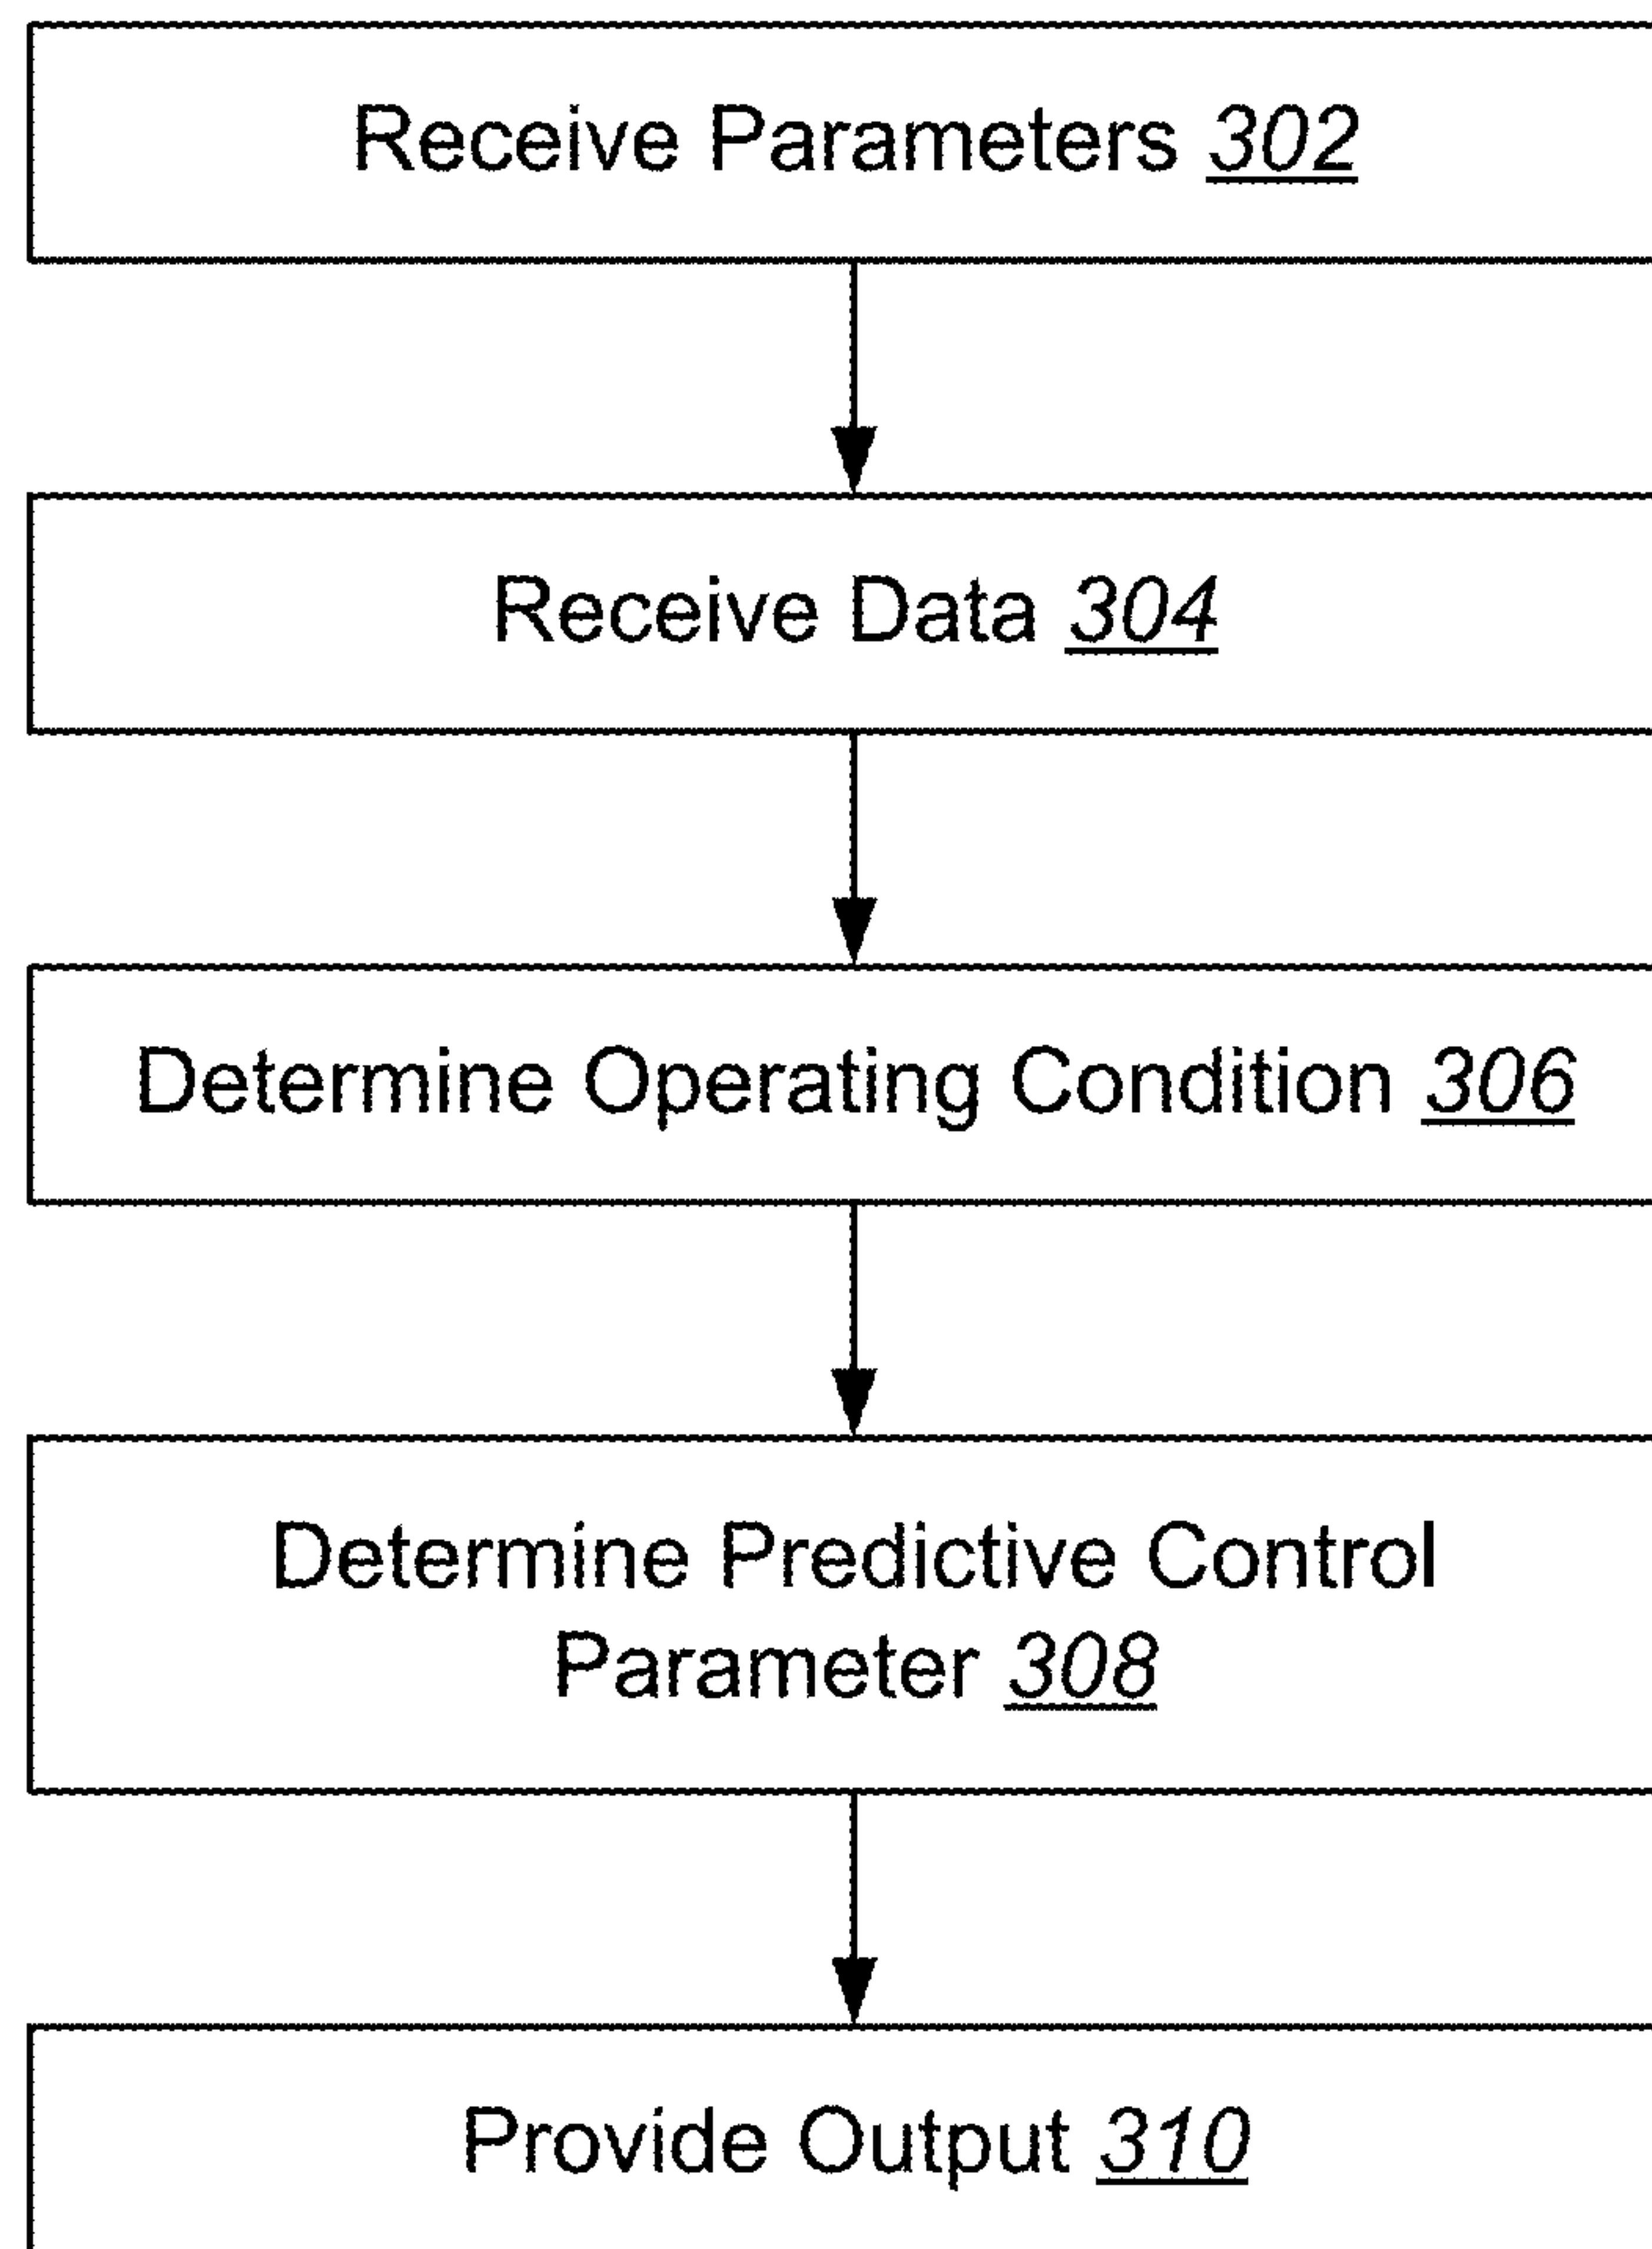 Receive Parameters 302
Receive Data 304
Determine Operating Condition 306
Determine Predictive Control
Parameter 308
Provide Output 310